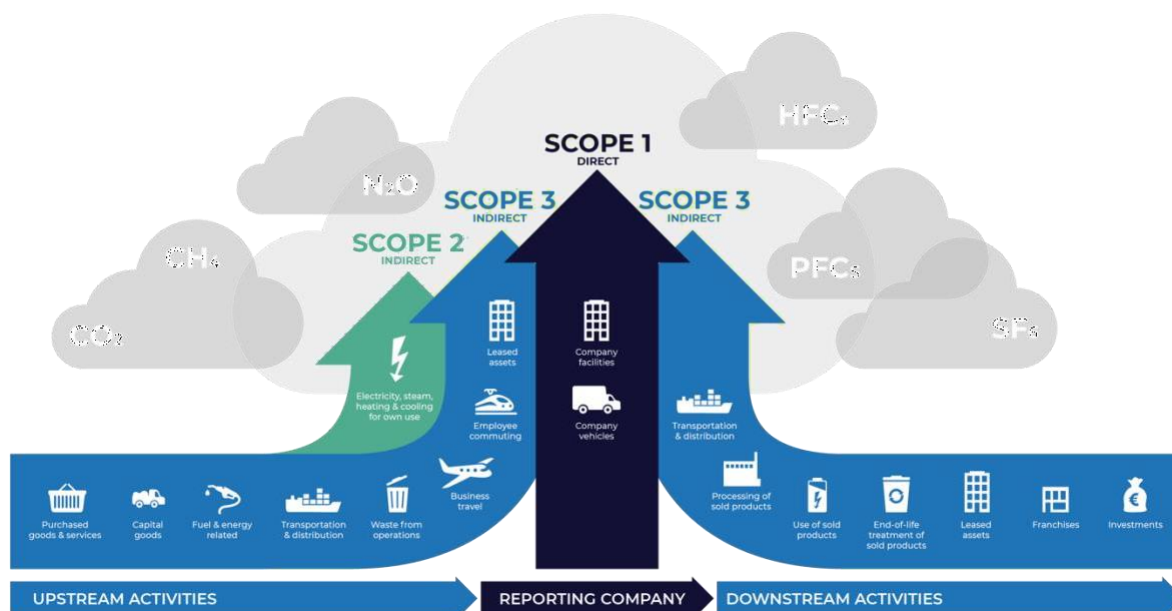 HFCs
SCOPE 1
DIRECT
N₂O
SCOPE 3
INDIRECT
SCOPE 3
INDIRECT
SCOPE 2
INDIRECT
CH₄
PFCs
CO₂
SF₆
Leased
assets
Company
facilities
Electricity, steam,
heating & cooling
for own use
Employee
commuting
Company
vehicles
Transportation
& distribution
Business
travel
Processing of
sold products
Purchased
goods & services
Capital
goods
Fuel & energy
related
Transportation
& distribution
Waste from
operations
Use of sold
products
End-of-life
treatment of
sold products
Leased
assets
Franchises
Investments
UPSTREAM ACTIVITIES
REPORTING COMPANY
DOWNSTREAM ACTIVITIES